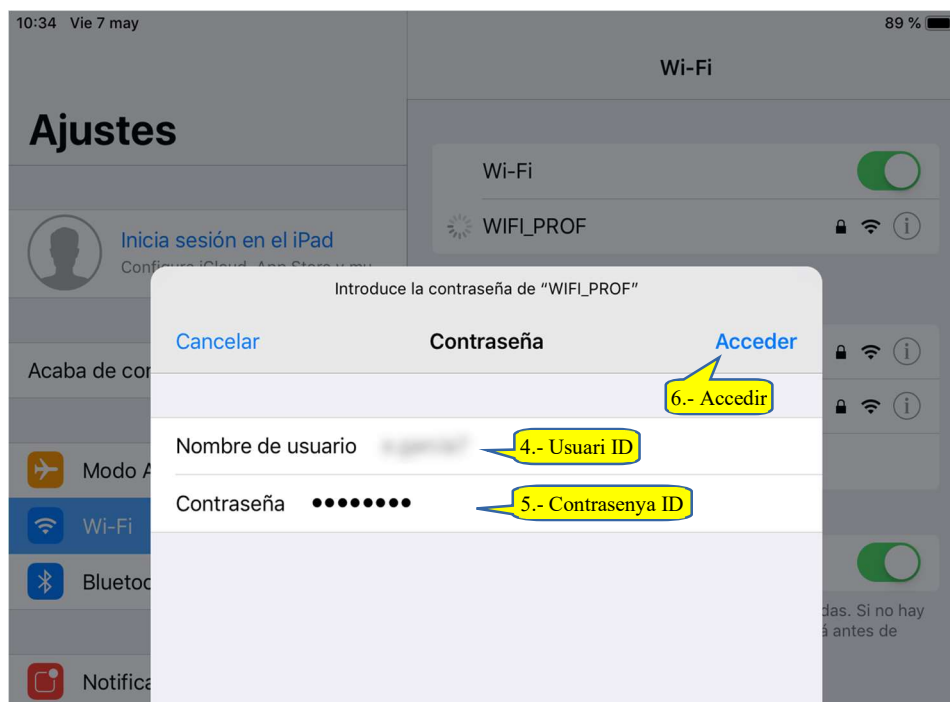 10:34 Vie 7 may
89 %
Ajustes
Wi-Fi
Inicia sesión en el iPad
Wi-Fi
WIFI_PROF
Introduce la contraseña de “WIFI_PROF”
Cancelar
Contraseña
Acceder
6.- Accedir
Nombre de usuario
4.- Usuari ID
Contraseña ••••••••
5.- Contrasenya ID
Acaba de con
Modo A
Wi-Fi
Bluetoo
Notifica
das. Si no hay
á antes de